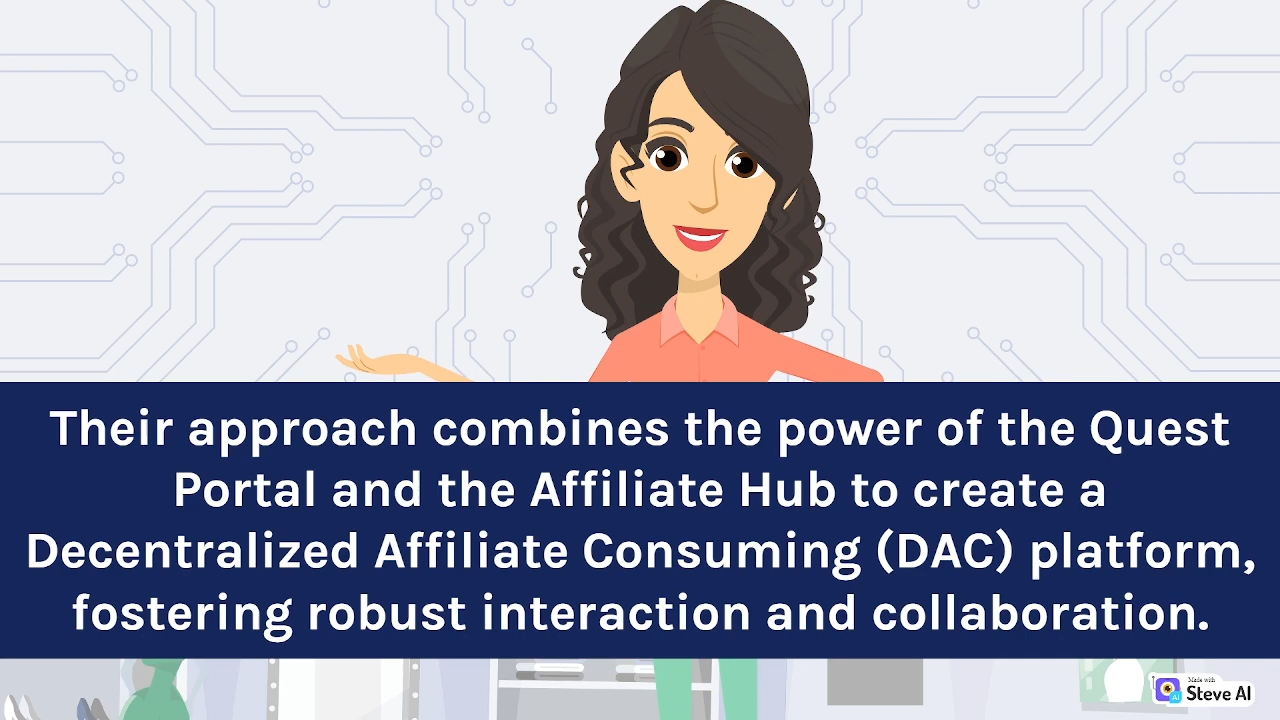 Their approach combines the power of the Quest
Portal and the Affiliate Hub to create a
Decentralized Affiliate Consuming (DAC) platform,
fostering robust interaction and collaboration.
Made with
Steve AI